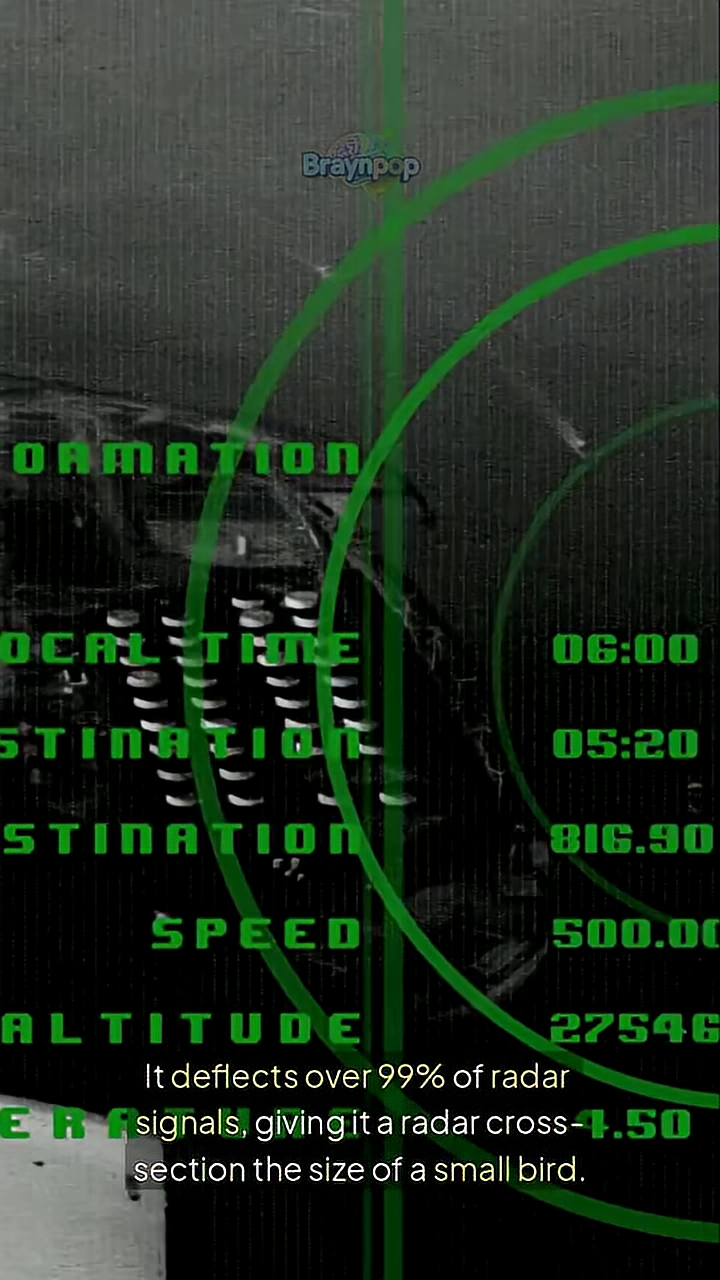 Braynpop
ORMATION
OCAL TIME 06:00
STINATION 05:20
STINATION 816.90
SPEED 500.00
ALTITUDE 27546
ERATURE 4.50
It deflects over 99% of radar
signals, giving it a radar cross-
section the size of a small bird.